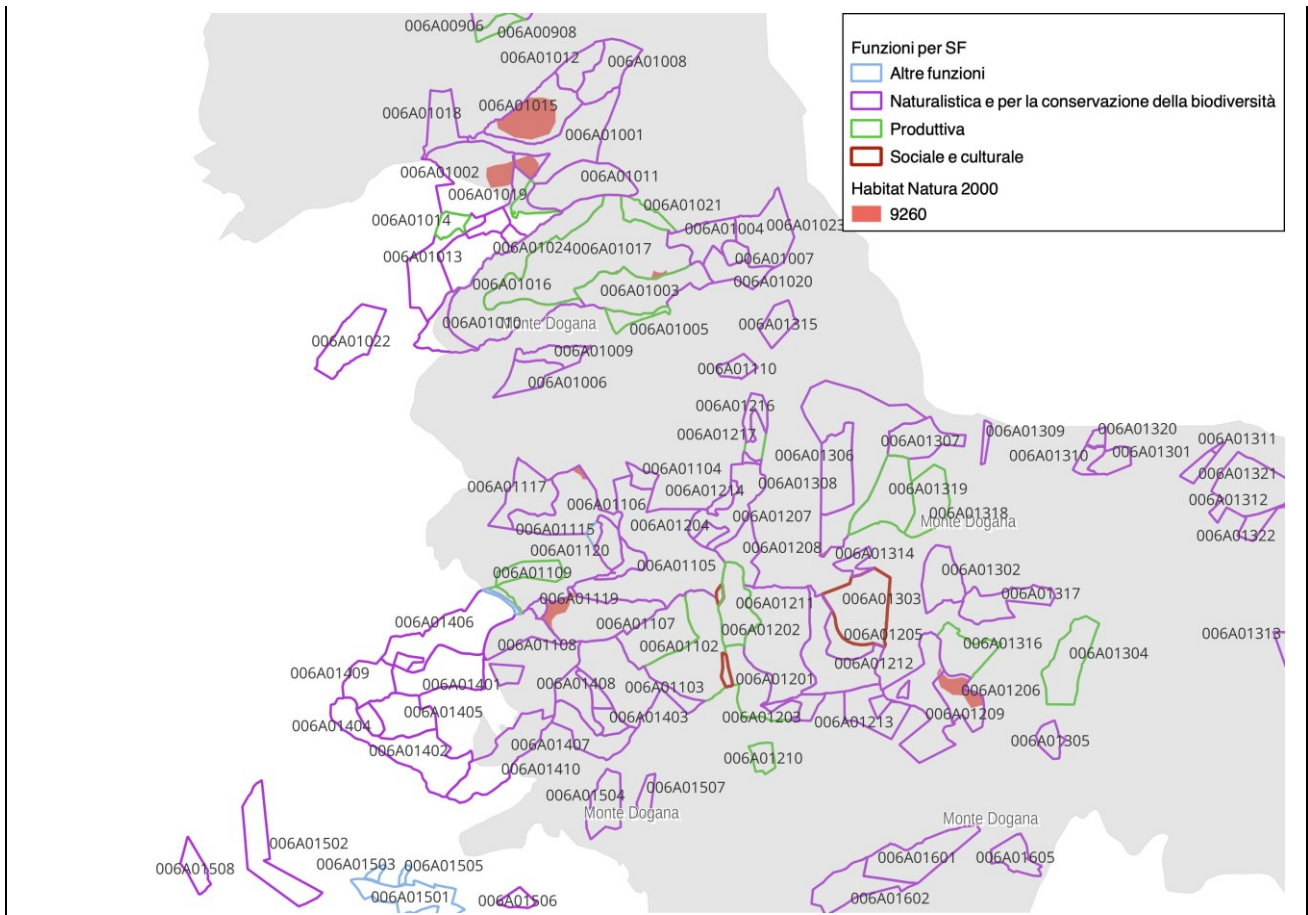 006A00906
006A00908
006A01012
006A01008
006A01015
006A01018
006A01001
006A01002
006A01011
006A01019
006A01021
006A01014
006A01004
006A01023
006A01013
006A01024
006A01017
006A01007
006A01016
006A01003
006A01020
006A01010
Monte Dogana
006A01005
006A01315
006A01022
006A01009
006A01006
006A01110
006A01216
006A01217
006A01307
006A01309
006A01320
006A01310
006A01301
006A01311
006A01306
006A01321
006A01104
006A01117
006A01214
006A01308
006A01319
006A01312
006A01106
006A01318
Monte Dogana
006A01207
006A01115
006A01204
006A01322
006A01120
006A01208
006A01314
006A01105
006A01109
006A01302
006A01317
006A01119
006A01211
006A01303
006A01406
006A01107
006A01202
006A01205
006A01313
006A01108
006A01102
006A01316
006A01304
006A01212
006A01409
006A01401
006A01408
006A01103
006A01201
006A01206
006A01404
006A01405
006A01403
006A01203
006A01213
006A01209
006A01402
006A01407
006A01305
006A01210
006A01410
006A01504
006A01507
Monte Dogana
Monte Dogana
006A01502
006A01508
006A01503
006A01505
006A01501
006A01506
006A01601
006A01605
006A01602
Funzioni per SF
Altre funzioni
Naturalistica e per la conservazione della biodiversità
Produttiva
Sociale e culturale
Habitat Natura 2000
9260